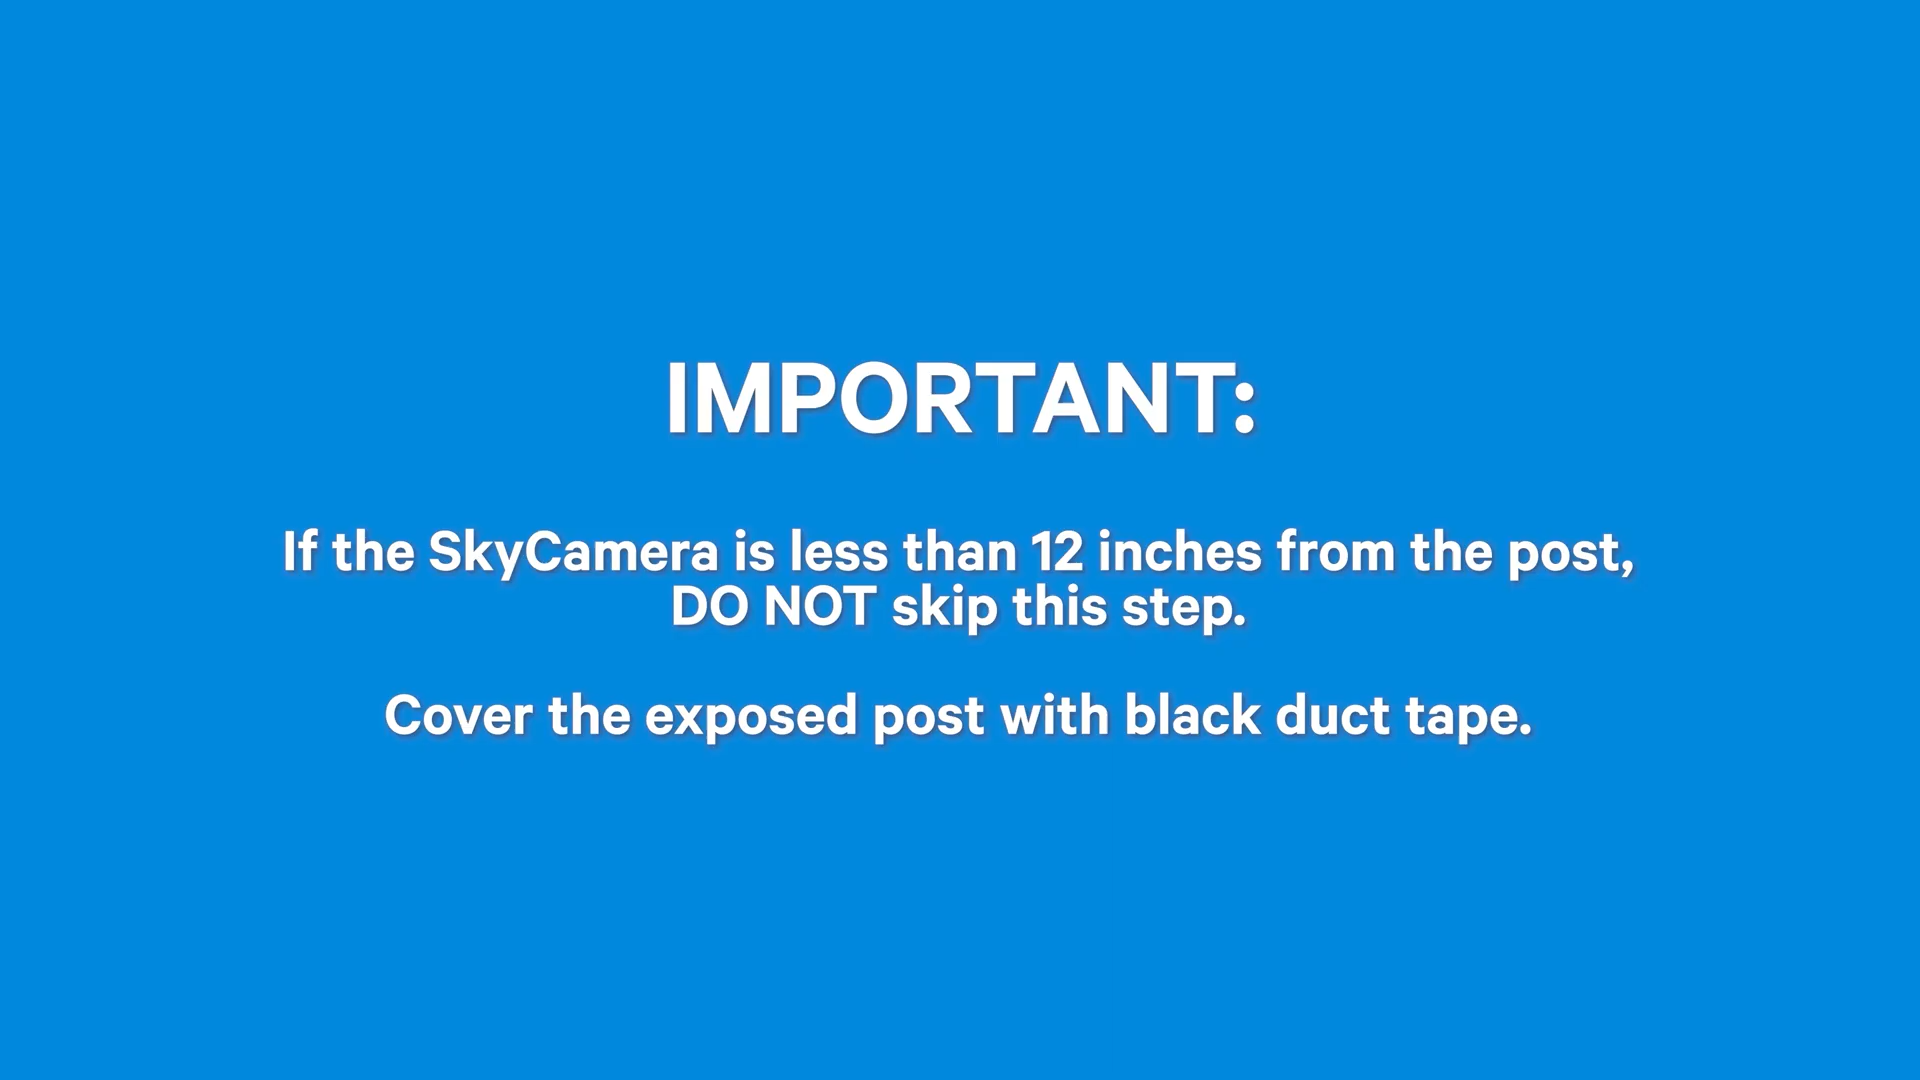 IMPORTANT:
If the SkyCamera is less than 12 inches from the post,
DO NOT skip this step.
Cover the exposed post with black duct tape.